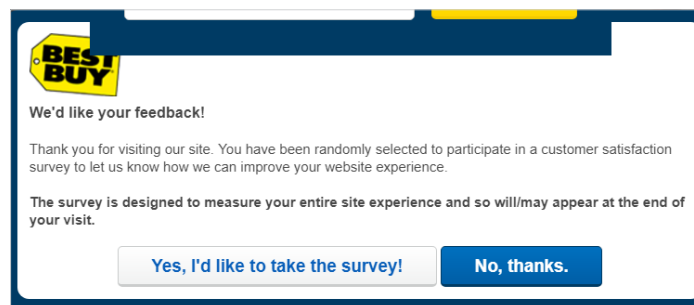 BEST
BUY
We'd like your feedback!
Thank you for visiting our site. You have been randomly selected to participate in a customer satisfaction
survey to let us know how we can improve your website experience.
The survey is designed to measure your entire site experience and so will/may appear at the end of
your visit.
Yes, I'd like to take the survey!
No, thanks.